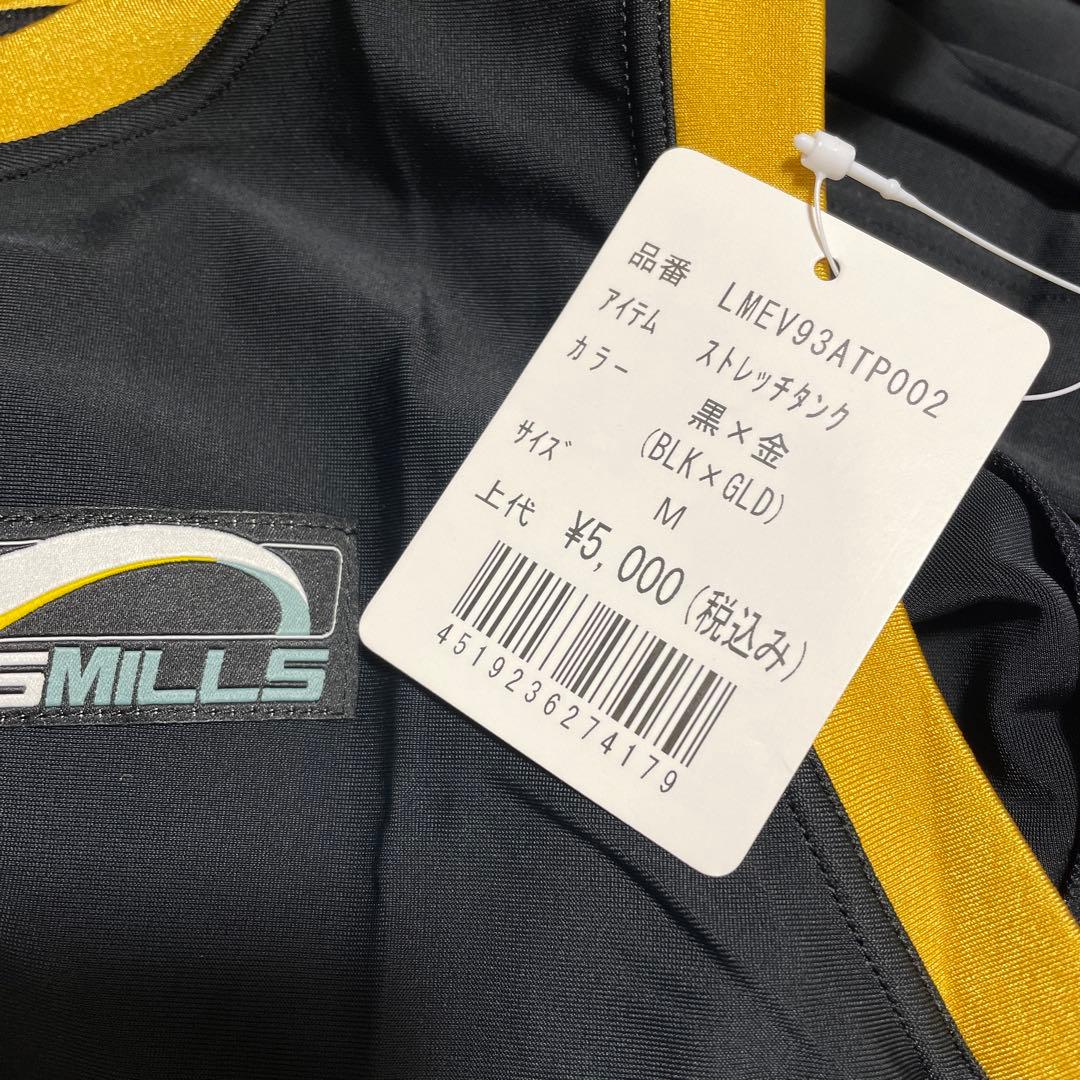 品番 LMEV93ATP002
アイテム ストレッチタンク
カラー 黒×金
(BLK×GLD)
サイズ M
上代 ¥5,000(税込み)
4519236274179
SMILLS